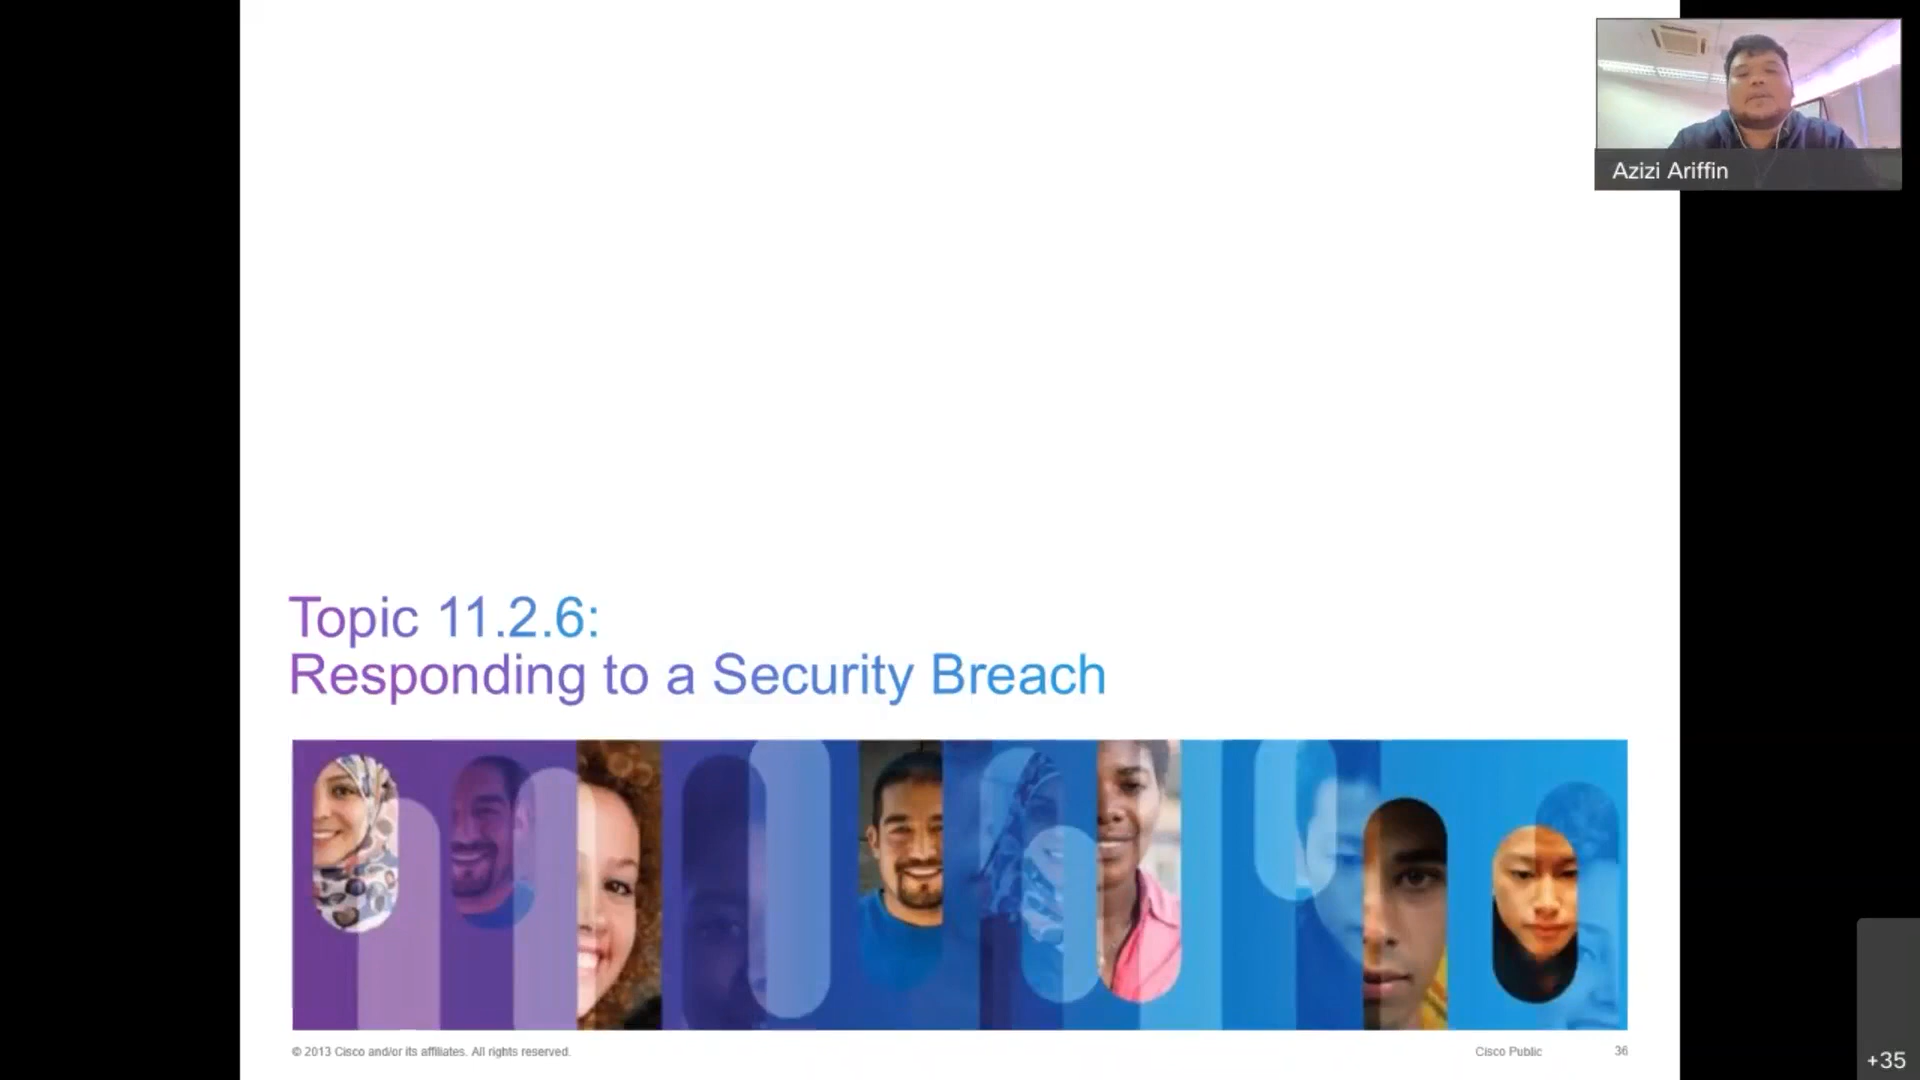 Azizi Ariffin
Topic 11.2.6:
Responding to a Security Breach
© 2013 Cisco and/or its affiliates. All rights reserved.
Cisco Public
36
+35